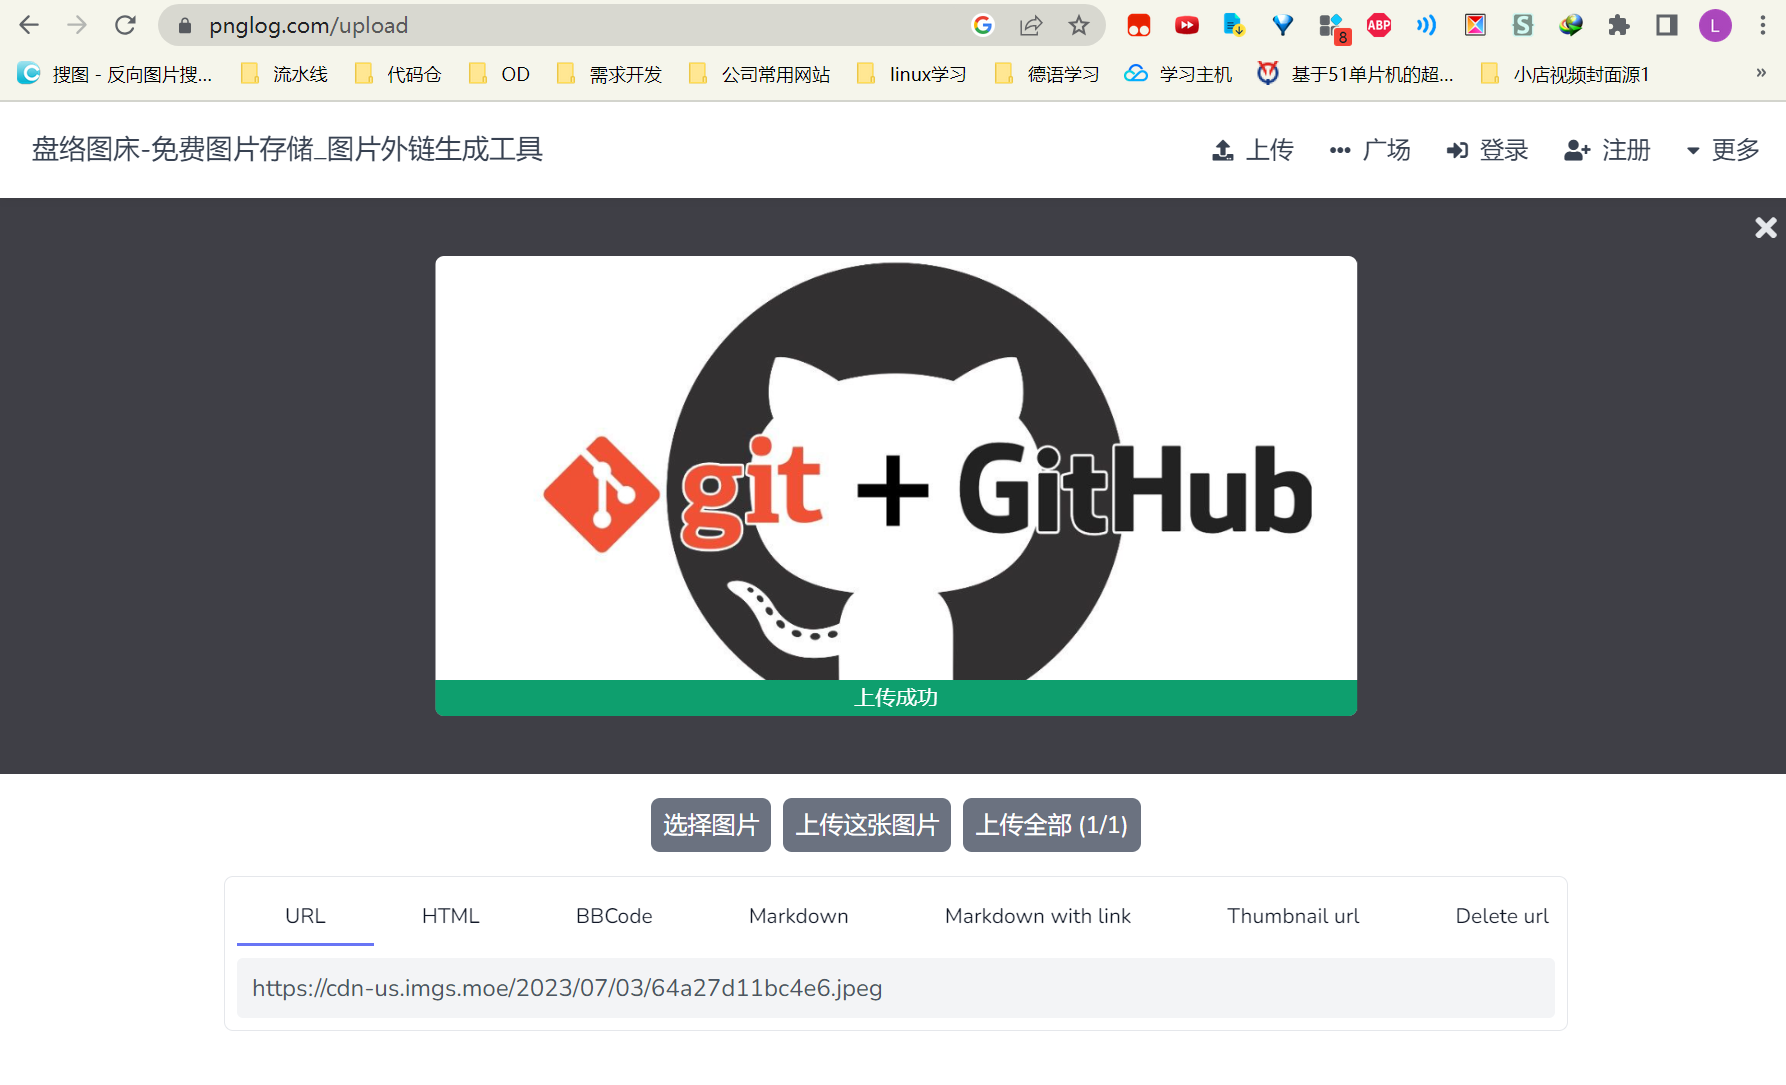 pnglog.com/upload
8
ABP
L
搜图 - 反向图片搜...
流水线
代码仓
OD
需求开发
公司常用网站
linux学习
德语学习
学习主机
基于51单片机的超...
小店视频封面源1
»
盘络图床-免费图片存储_图片外链生成工具
上传
广场
登录
注册
更多
git + GitHub
上传成功
选择图片
上传这张图片
上传全部 (1/1)
URL
HTML
BBCode
Markdown
Markdown with link
Thumbnail url
Delete url
https://cdn-us.imgs.moe/2023/07/03/64a27d11bc4e6.jpeg